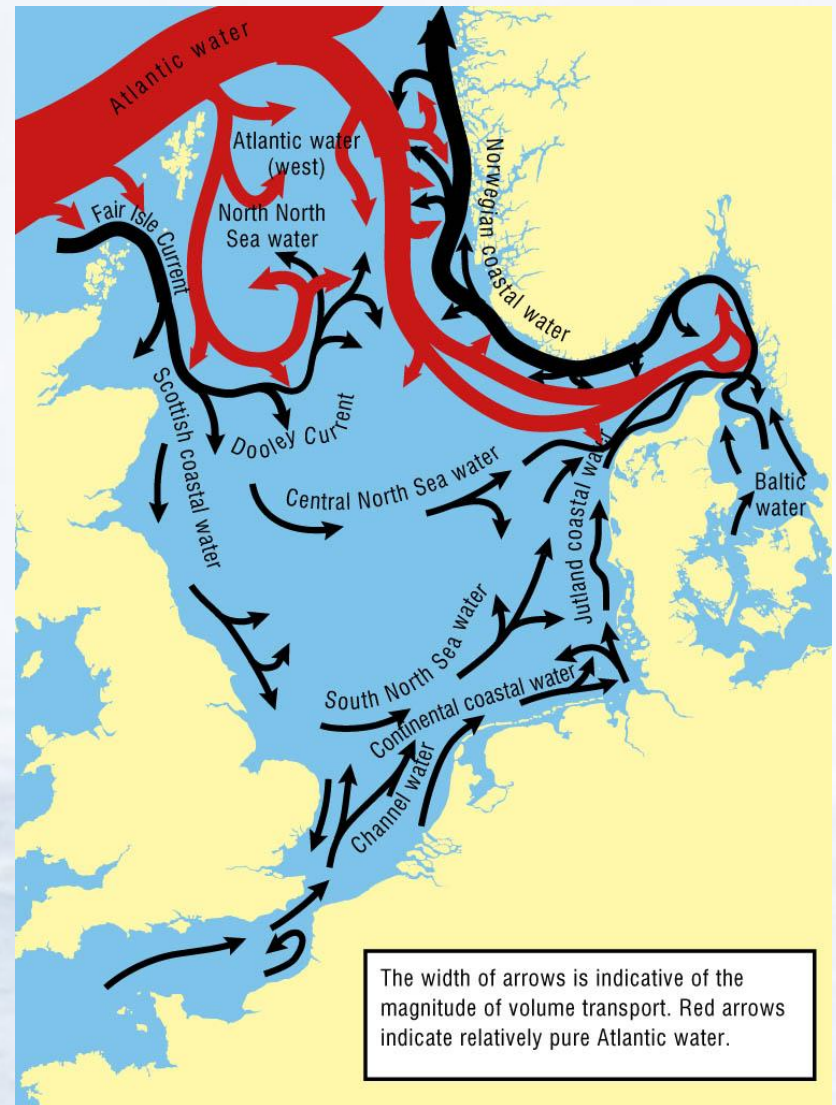 Atlantic water
Atlantic water
(west)
Fair Isle Current
North North
Sea water
Norwegian coastal water
Scottish coastal water
Dooley Current
Central North Sea water
Jutland coastal water
Baltic
water
South North Sea water
Continental coastal water
Channel water
The width of arrows is indicative of the
magnitude of volume transport. Red arrows
indicate relatively pure Atlantic water.